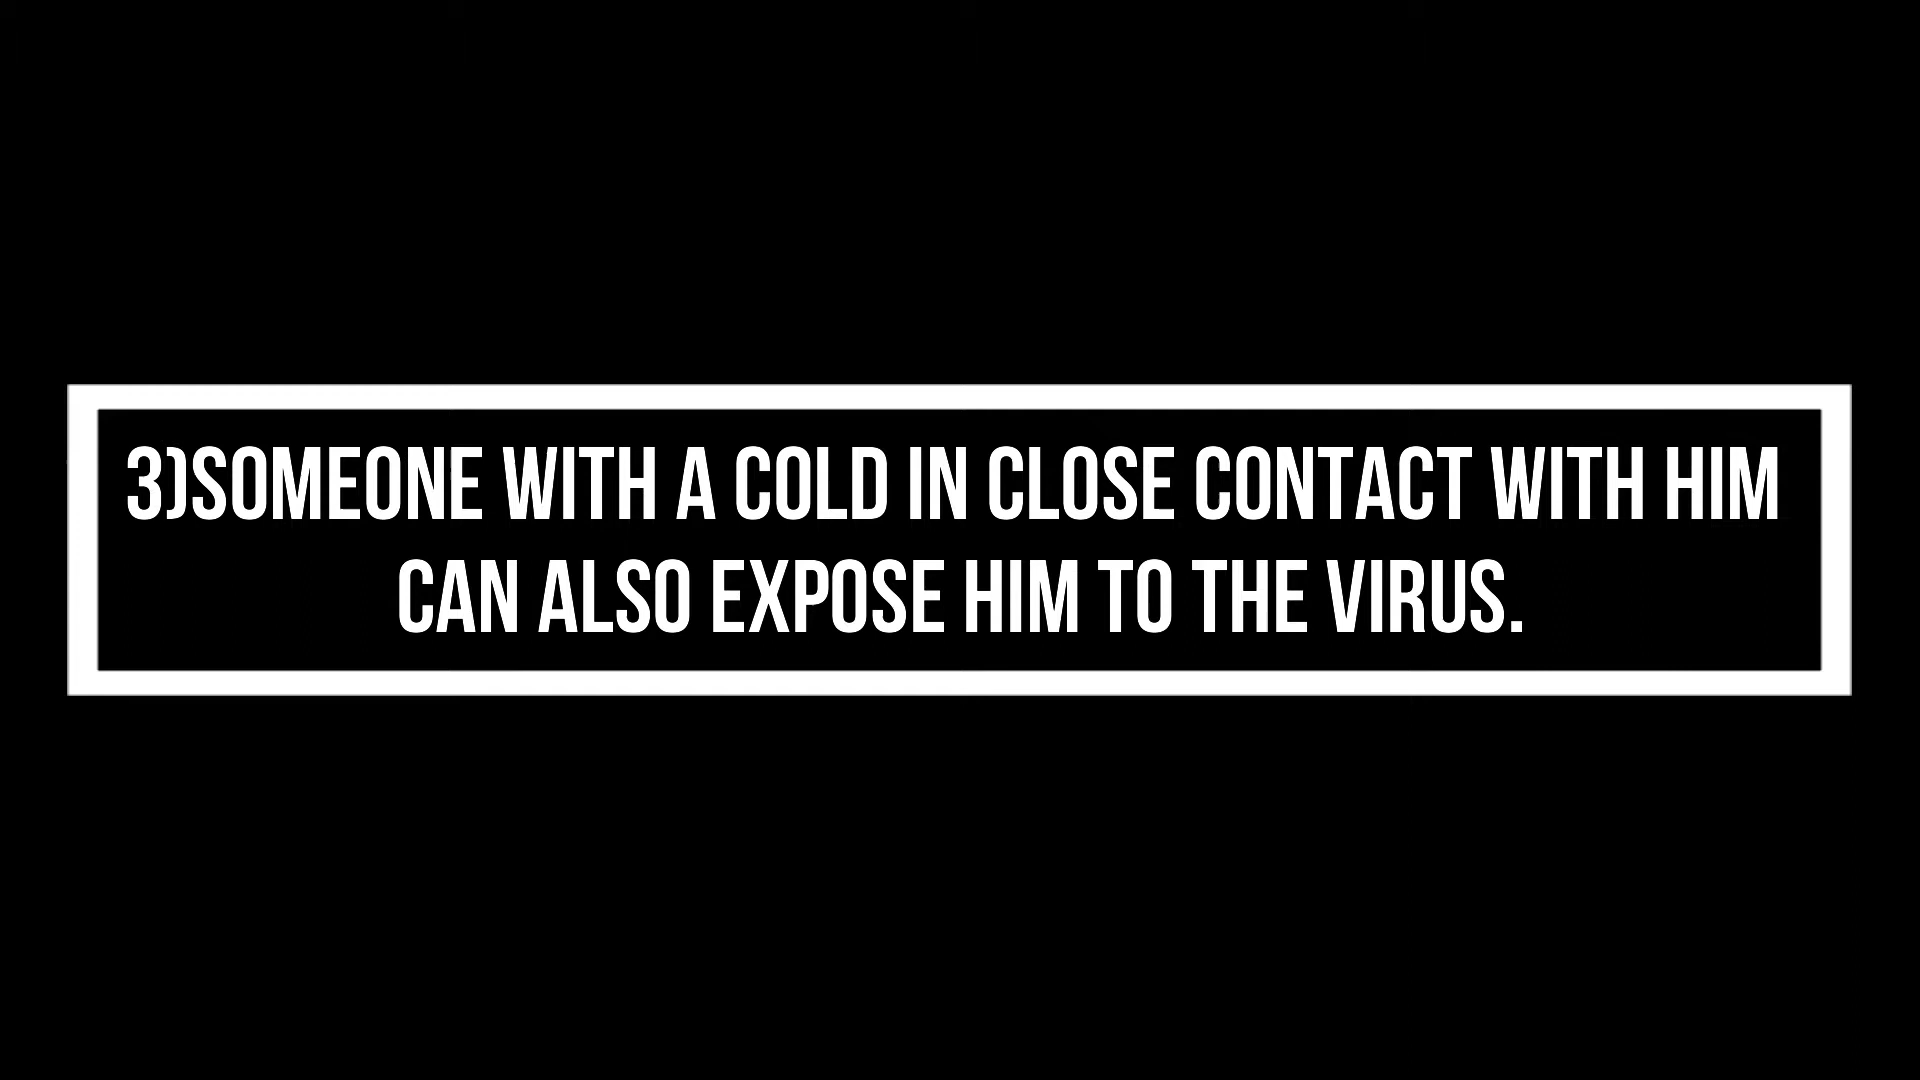 3)SOMEONE WITH A COLD IN CLOSE CONTACT WITH HIM
CAN ALSO EXPOSE HIM TO THE VIRUS.